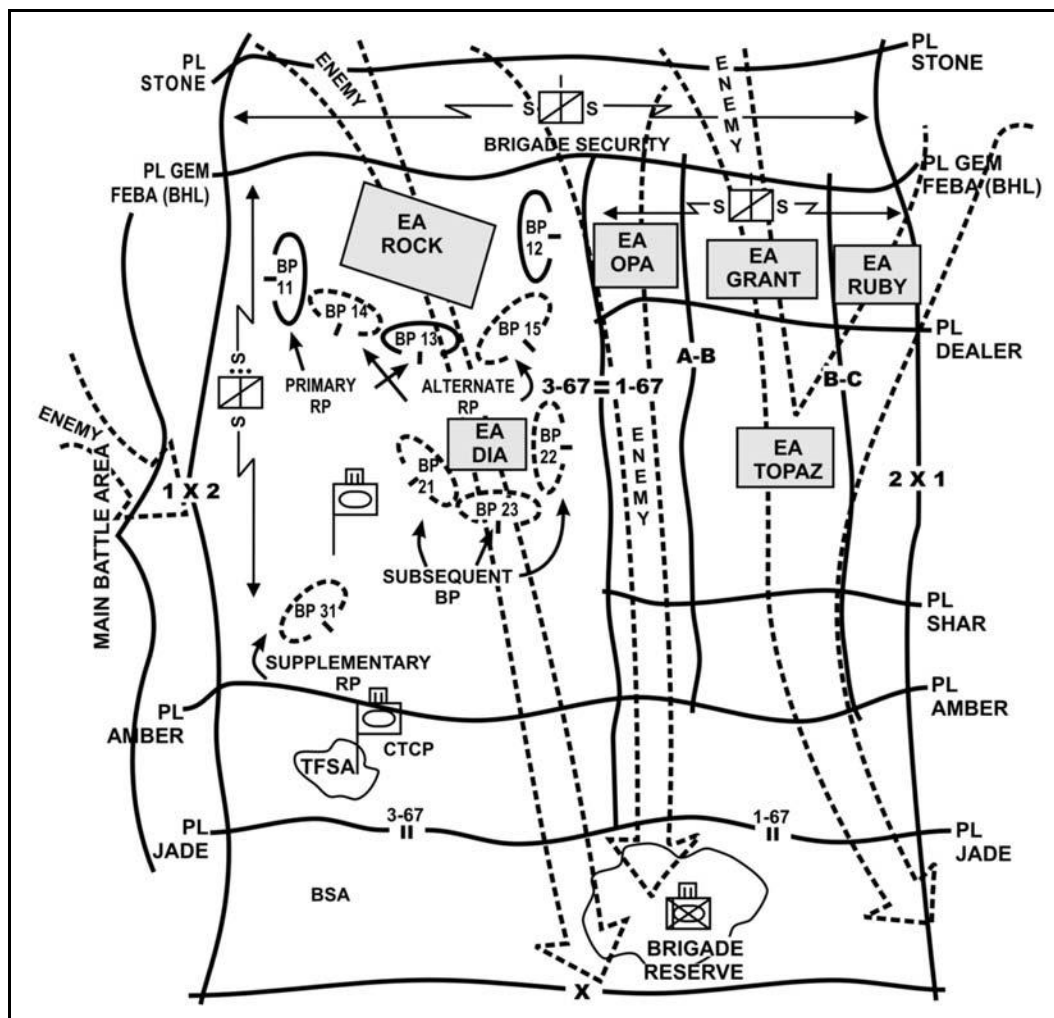 PL
STONE
ENEMY
ENEMY
PL
STONE
S
S
BRIGADE SECURITY
PL GEM
FEBA (BHL)
PL GEM
FEBA (BHL)
S
S
EA
ROCK
BP
12
EA
OPA
EA
GRANT
EA
RUBY
BP
11
BP 14
BP 13
BP 15
PL
DEALER
S
S
PRIMARY
RP
ALTERNATE
RP
3-67 = 1-67
A-B
B-C
ENEMY
MAIN BATTLE AREA
1 X 2
EA
DIA
BP
22
BP
21
BP 23
ENEMY
EA
TOPAZ
2 X 1
SUBSEQUENT
BP
BP 31
SUPPLEMENTARY
RP
PL
SHAR
PL
AMBER
PL
AMBER
CTCP
TFSA
PL
JADE
3-67
II
1-67
II
PL
JADE
BSA
BRIGADE
RESERVE
X